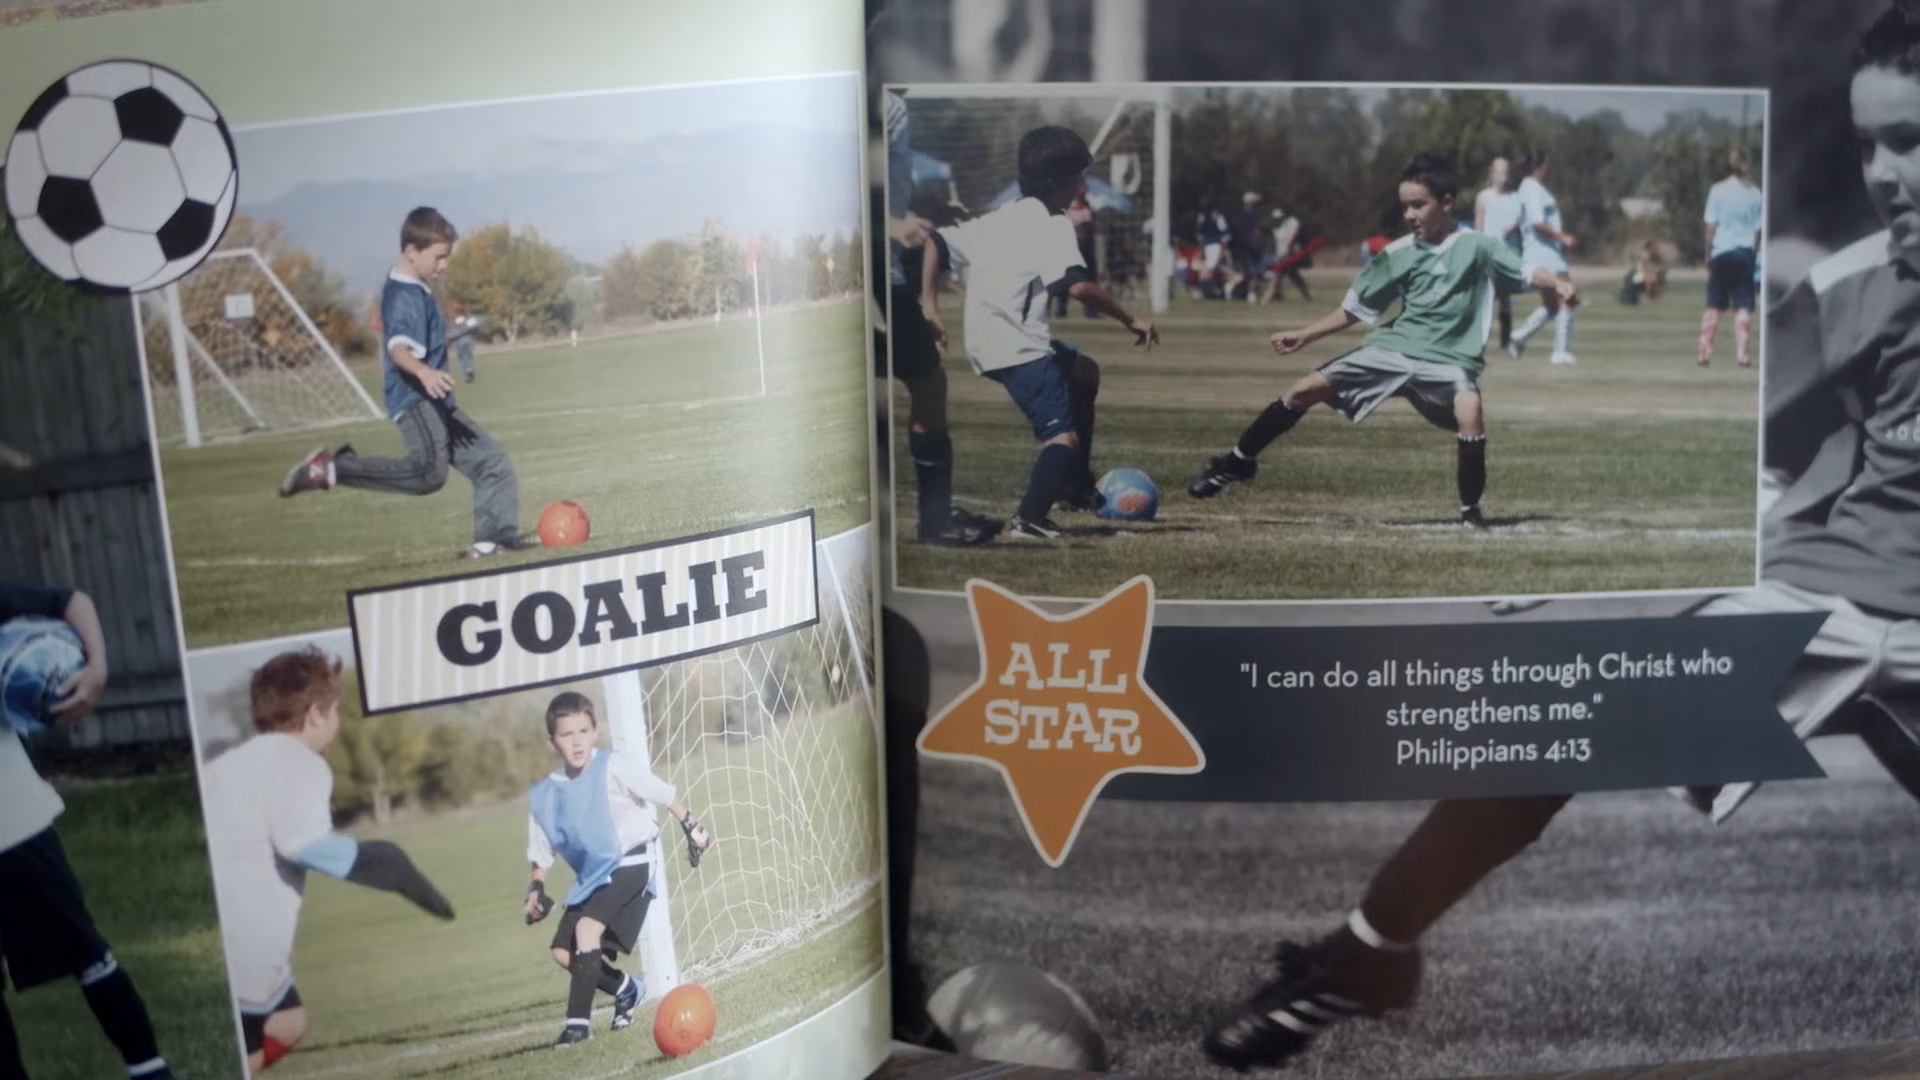 GOALIE
ALL
STAR
"I can do all things through Christ who
strengthens me."
Philippians 4:13